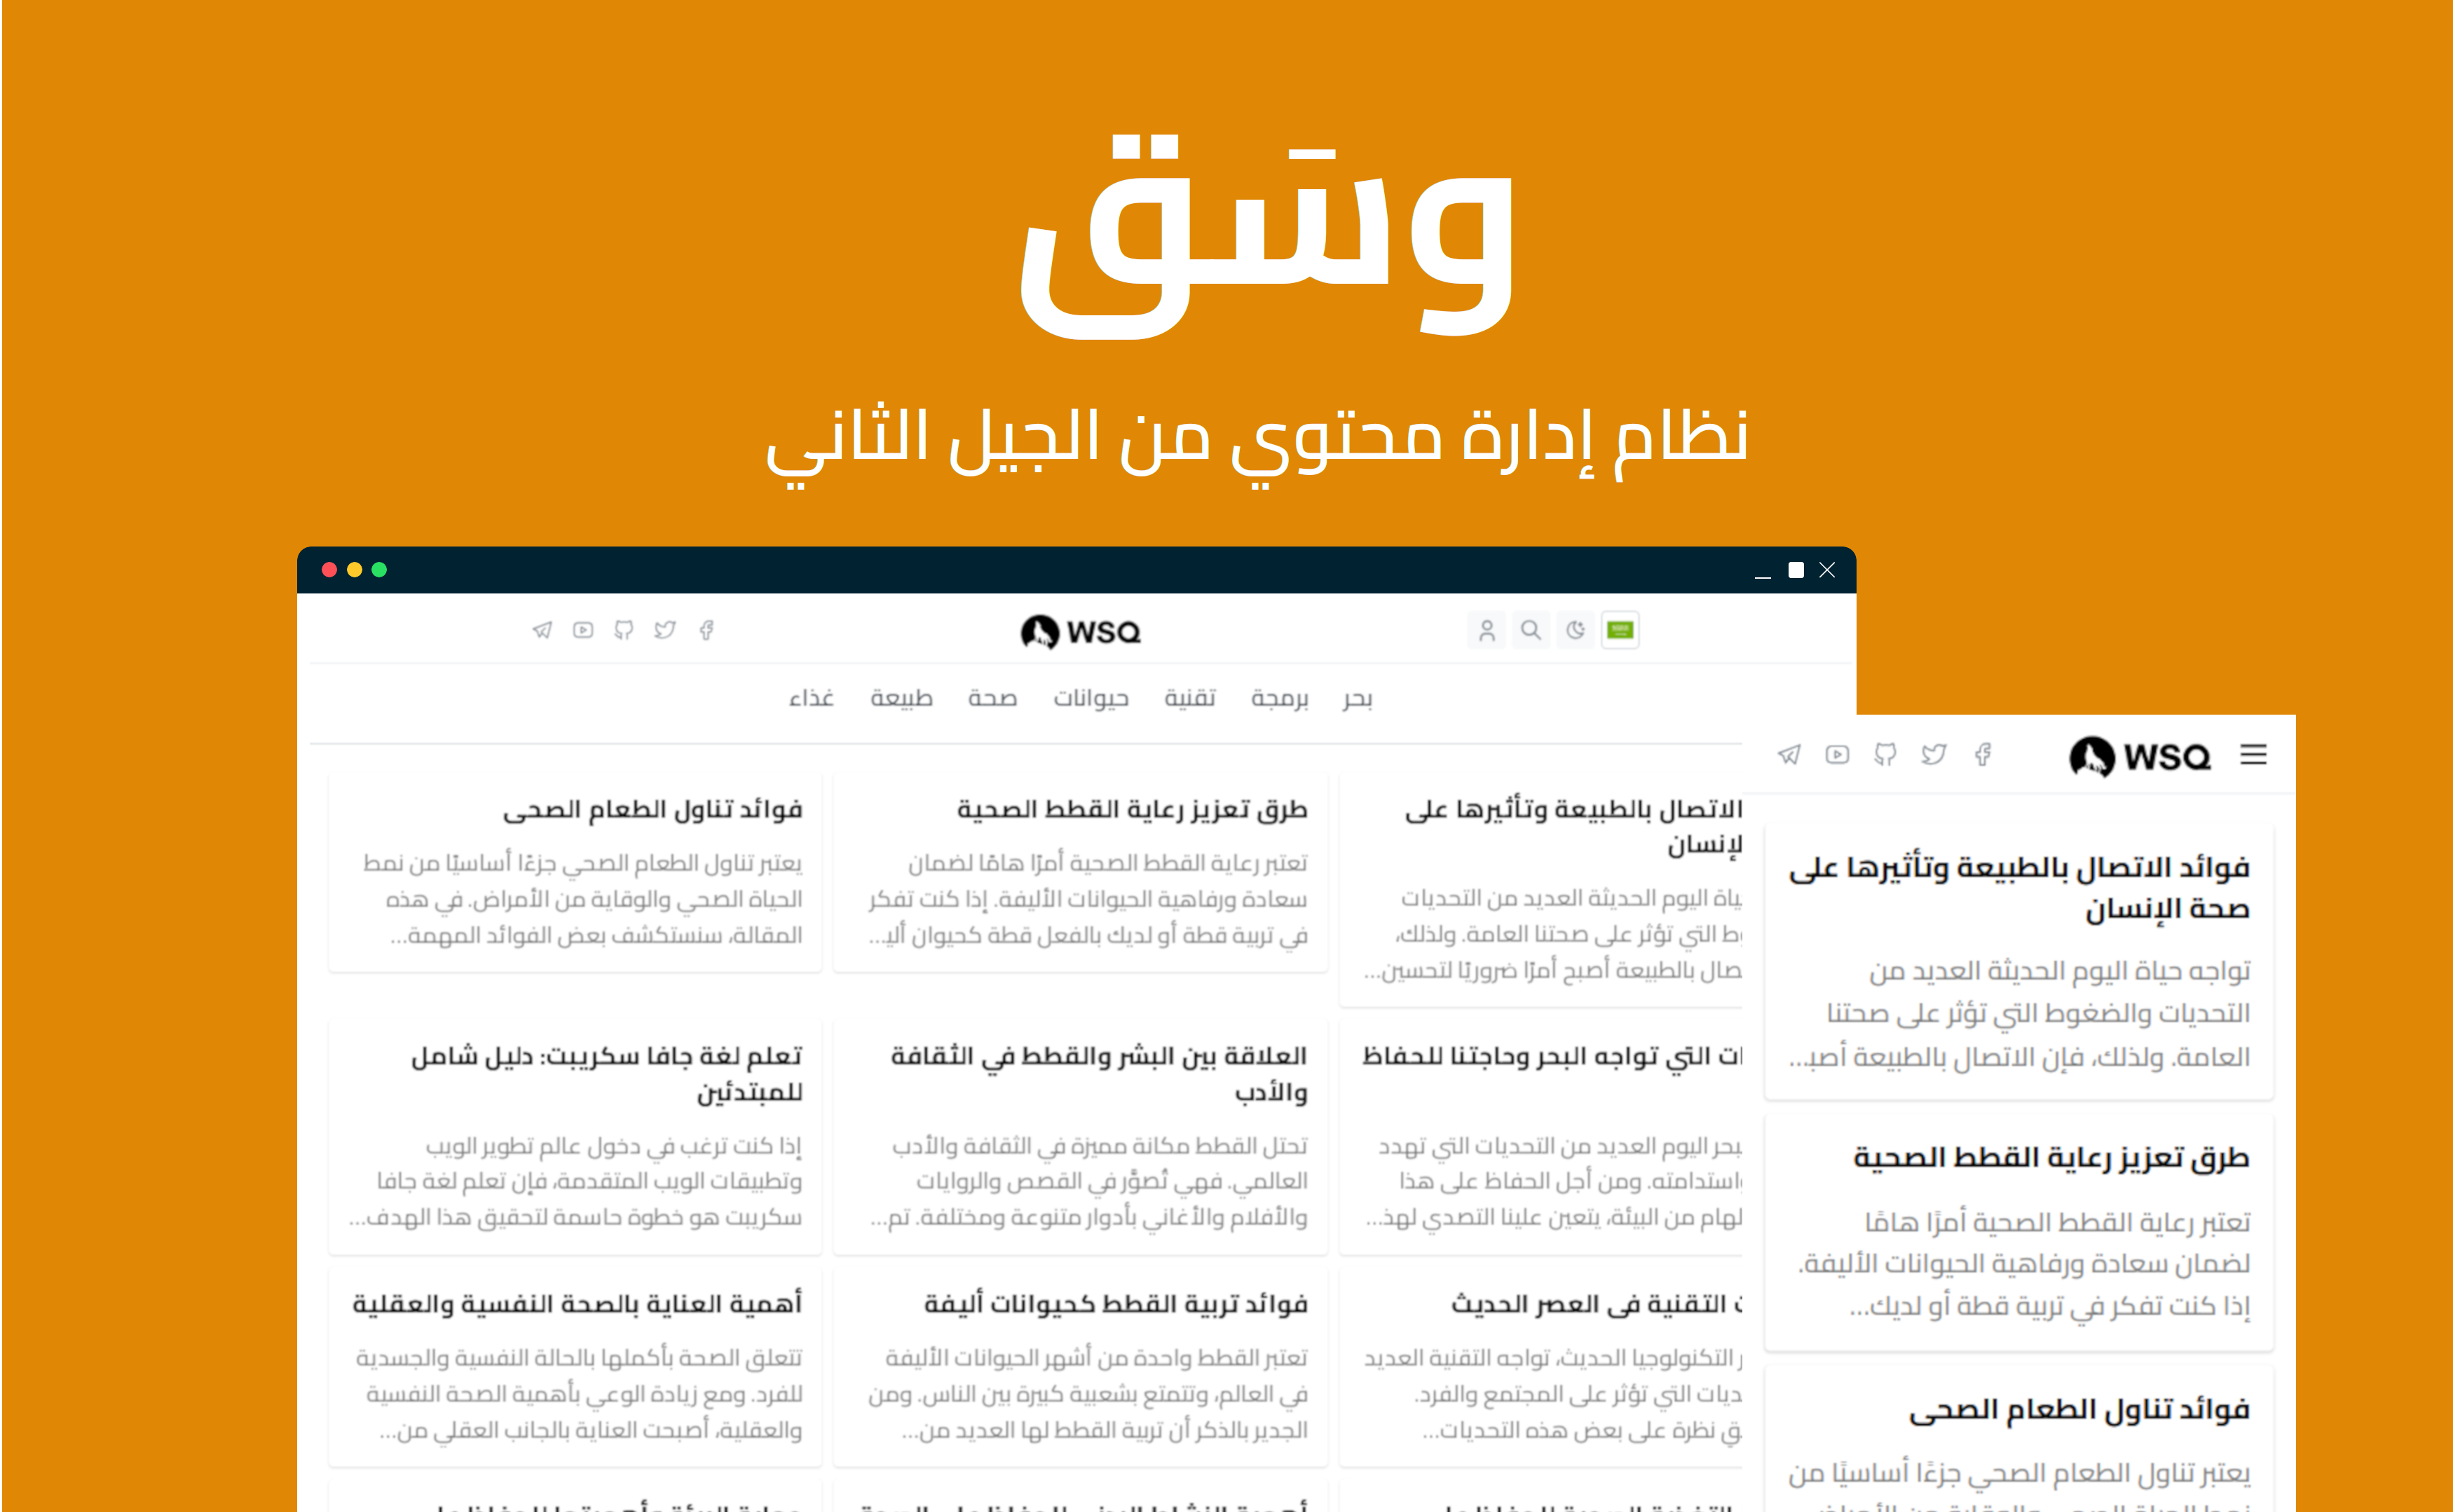 وسَق
نظام إدارة محتوي من الجيل الثاني
WSQ
بحر برمجة تقنية حيوانات صحة طبيعة غذاء
الاتصال بالطبيعة وتأثيرها على
لإنسان
ياة اليوم الحديثة العديد من التحديات
وط التي تؤثر على صحتنا العامة. ولذلك،
صال بالطبيعة أصبح أمرًا ضروريًا لتحسين...
طرق تعزيز رعاية القطط الصحية
تعتبر رعاية القطط الصحية أمرًا هامًا لضمان
سعادة ورفاهية الحيوانات الأليفة. إذا كنت تفكر
في تربية قطة أو لديك بالفعل قطة كحيوان ألي...
فوائد تناول الطعام الصحى
يعتبر تناول الطعام الصحي جزءًا أساسيًا من نمط
الحياة الصحي والوقاية من الأمراض. في هذه
المقالة، سنستكشف بعض الفوائد المهمة...
ات التي تواجه البحر وحاجتنا للحفاظ
بحر اليوم العديد من التحديات التي تهدد
استدامته. ومن أجل الحفاظ على هذا
لهام من البيئة، يتعين علينا التصدي لهذ...
العلاقة بين البشر والقطط في الثقافة
والأدب
تحتل القطط مكانة مميزة في الثقافة والأدب
العالمي. فهي تُصوَّر في القصص والروايات
والأفلام والأغاني بأدوار متنوعة ومختلفة. تم...
تعلم لغة جافا سكريبت: دليل شامل
للمبتدئين
إذا كنت ترغب في دخول عالم تطوير الويب
وتطبيقات الويب المتقدمة، فإن تعلم لغة جافا
سكريبت هو خطوة حاسمة لتحقيق هذا الهدف...
ت التقنية فى العصر الحديث
ر التكنولوجيا الحديث، تواجه التقنية العديد
ديات التي تؤثر على المجتمع والفرد.
ق نظرة على بعض هذه التحديات...
فوائد تربية القطط كحيوانات أليفة
تعتبر القطط واحدة من أشهر الحيوانات الأليفة
في العالم، وتتمتع بشعبية كبيرة بين الناس. ومن
الجدير بالذكر أن تربية القطط لها العديد من...
أهمية العناية بالصحة النفسية والعقلية
تتعلق الصحة بأكملها بالحالة النفسية والجسدية
للفرد. ومع زيادة الوعي بأهمية الصحة النفسية
والعقلية، أصبحت العناية بالجانب العقلي من...
WSQ
فوائد الاتصال بالطبيعة وتأثيرها على
صحة الإنسان
تواجه حياة اليوم الحديثة العديد من
التحديات والضغوط التي تؤثر على صحتنا
العامة. ولذلك، فإن الاتصال بالطبيعة أصب...
طرق تعزيز رعاية القطط الصحية
تعتبر رعاية القطط الصحية أمرًا هامًا
لضمان سعادة ورفاهية الحيوانات الأليفة.
إذا كنت تفكر في تربية قطة أو لديك...
فوائد تناول الطعام الصحى
يعتبر تناول الطعام الصحي جزءًا أساسيًا من